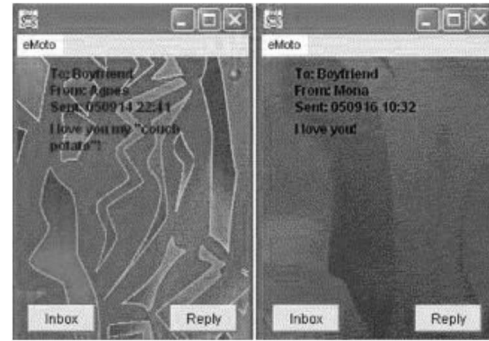 eMoto
To: Boyfriend
From: Agnes
Sent: 050914 22:41
I love you my "couch
potato"!
Inbox
Reply
eMoto
To: Boyfriend
From: Mona
Sent: 050916 10:32
I love you!
Inbox
Reply